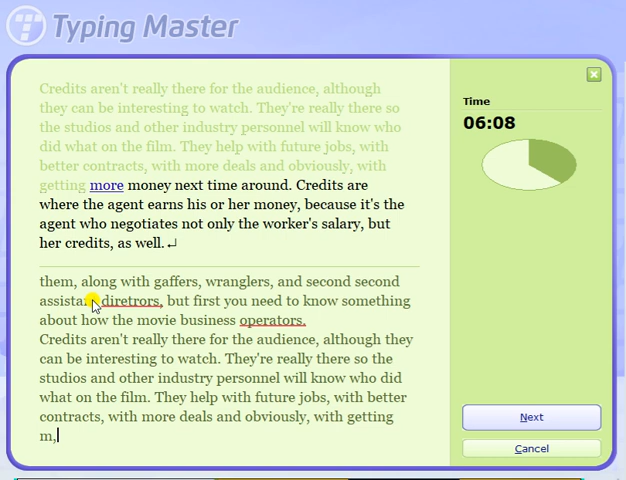 Typing Master
Credits aren't really there for the audience, although
they can be interesting to watch. They're really there so
the studios and other industry personnel will know who
did what on the film. They help with future jobs, with
better contracts, with more deals and obviously, with
getting more money next time around. Credits are
where the agent earns his or her money, because it's the
agent who negotiates not only the worker's salary, but
her credits, as well.↵
them, along with gaffers, wranglers, and second second
assistant diretrors, but first you need to know something
about how the movie business operators.
Credits aren't really there for the audience, although they
can be interesting to watch. They're really there so the
studios and other industry personnel will know who did
what on the film. They help with future jobs, with better
contracts, with more deals and obviously, with getting
m,
Time
06:08
Next
Cancel